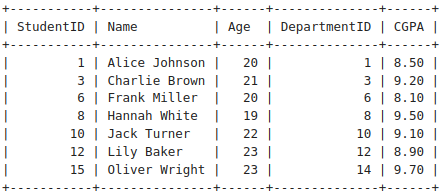 +-----------+---------------+------+--------------+------+
| StudentID | Name          | Age  | DepartmentID | CGPA |
+-----------+---------------+------+--------------+------+
|         1 | Alice Johnson |   20 |            1 | 8.50 |
|         3 | Charlie Brown |   21 |            3 | 9.20 |
|         6 | Frank Miller  |   20 |            6 | 8.10 |
|         8 | Hannah White  |   19 |            8 | 9.50 |
|        10 | Jack Turner   |   22 |           10 | 9.10 |
|        12 | Lily Baker    |   23 |           12 | 8.90 |
|        15 | Oliver Wright |   23 |           14 | 9.70 |
+-----------+---------------+------+--------------+------+